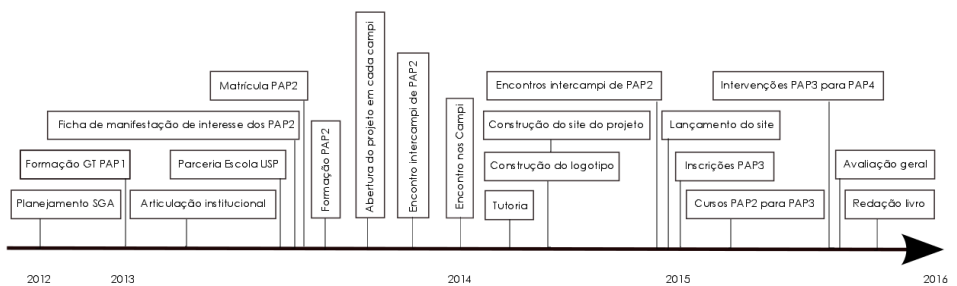 Matrícula PAP2
Ficha de manifestação de interesse dos PAP2
Formação GT PAP1
Parceria Escola USP
Planejamento SGA
Articulação institucional
Formação PAP2
Abertura do projeto em cada campi
Encontro intercampi de PAP2
Encontro nos Campi
Encontros intercampi de PAP2
Construção do site do projeto
Construção do logotipo
Tutoria
Intervenções PAP3 para PAP4
Lançamento do site
Inscrições PAP3
Cursos PAP2 para PAP3
Avaliação geral
Redação livro
2012
2013
2014
2015
2016